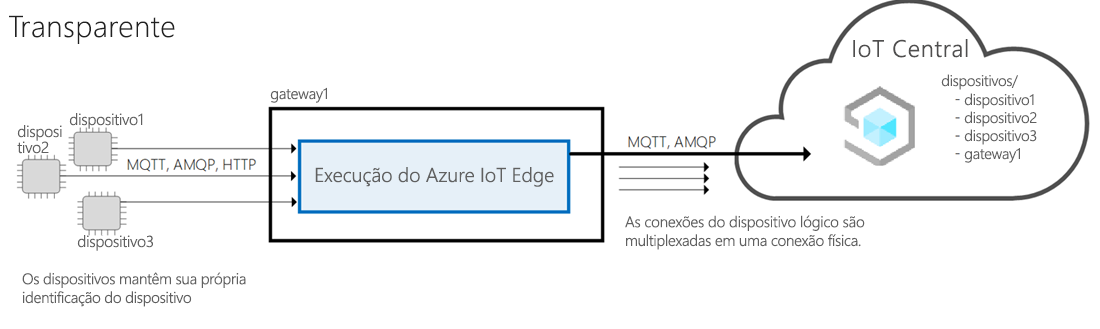 Transparente
IoT Central
dispositivos/
- dispositivo1
- dispositivo2
- dispositivo3
- gateway1
gateway1
dispositivo1
disposi
tivo2
MQTT, AMQP, HTTP
dispositivo3
Execução do Azure IoT Edge
MQTT, AMQP
As conexões do dispositivo lógico são
multiplexadas em uma conexão física.
Os dispositivos mantêm sua própria
identificação do dispositivo